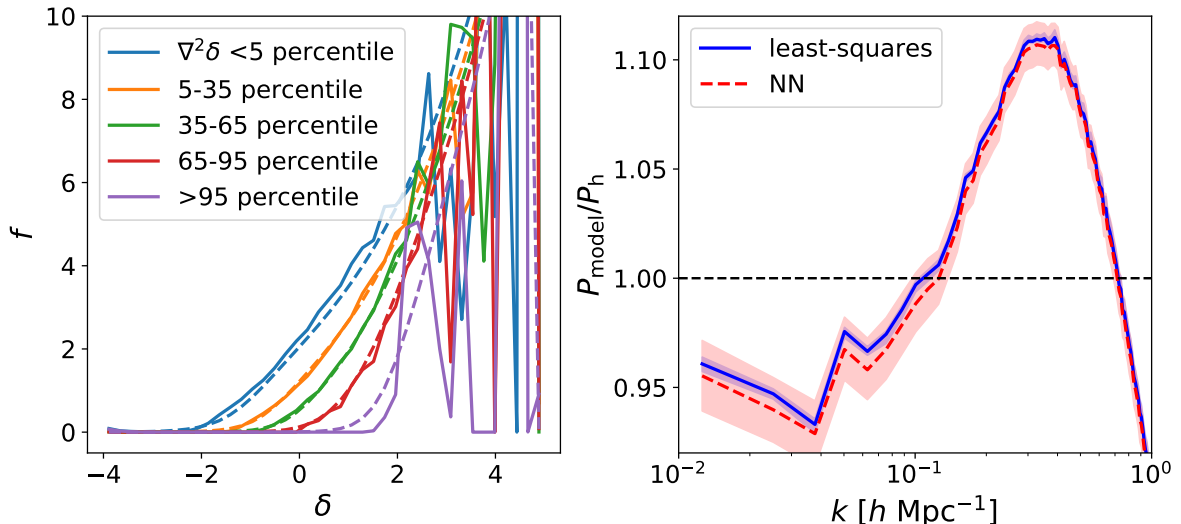 10
8
6
4
2
0
f
−4
−2
0
2
4
δ
∇²δ <5 percentile
5-35 percentile
35-65 percentile
65-95 percentile
>95 percentile
1.10
1.05
1.00
0.95
P_model/P_h
10⁻²
10⁻¹
10⁰
k [h Mpc⁻¹]
least-squares
NN